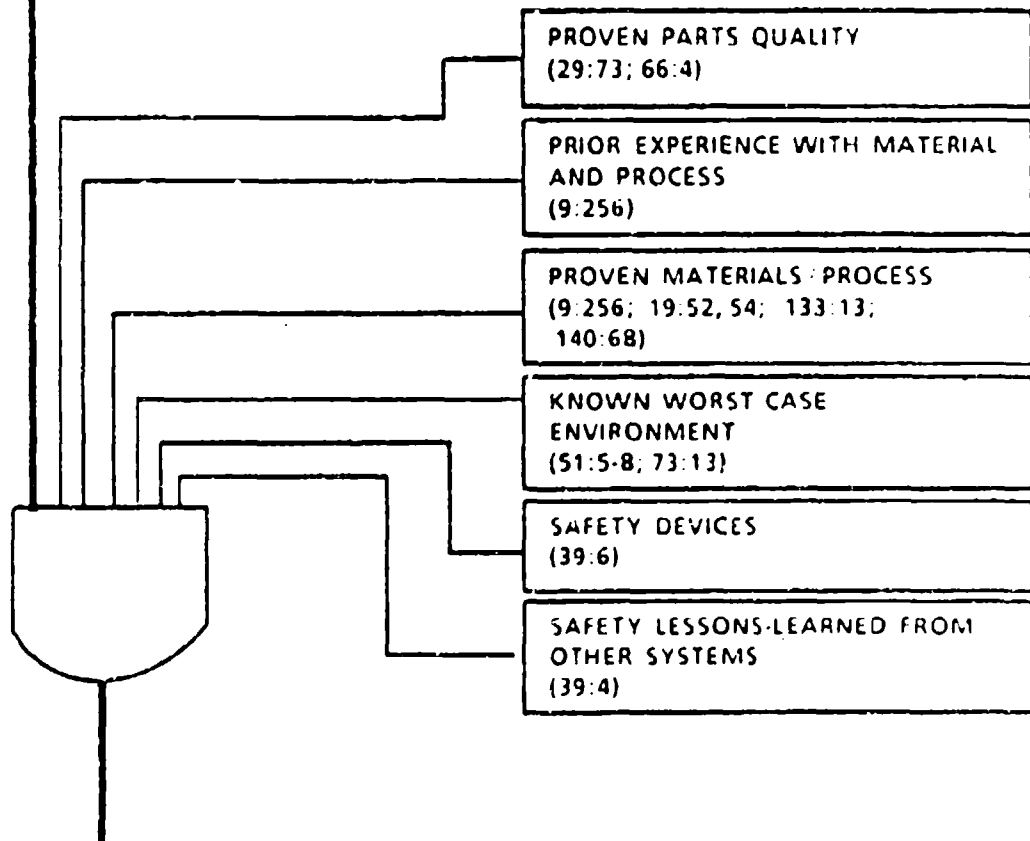 PROVEN PARTS QUALITY
(29:73; 66:4)
PRIOR EXPERIENCE WITH MATERIAL
AND PROCESS
(9:256)
PROVEN MATERIALS PROCESS
(9:256; 19:52, 54; 133:13;
140:68)
KNOWN WORST CASE
ENVIRONMENT
(51:5-8; 73:13)
SAFETY DEVICES
(39:6)
SAFETY LESSONS-LEARNED FROM
OTHER SYSTEMS
(39:4)